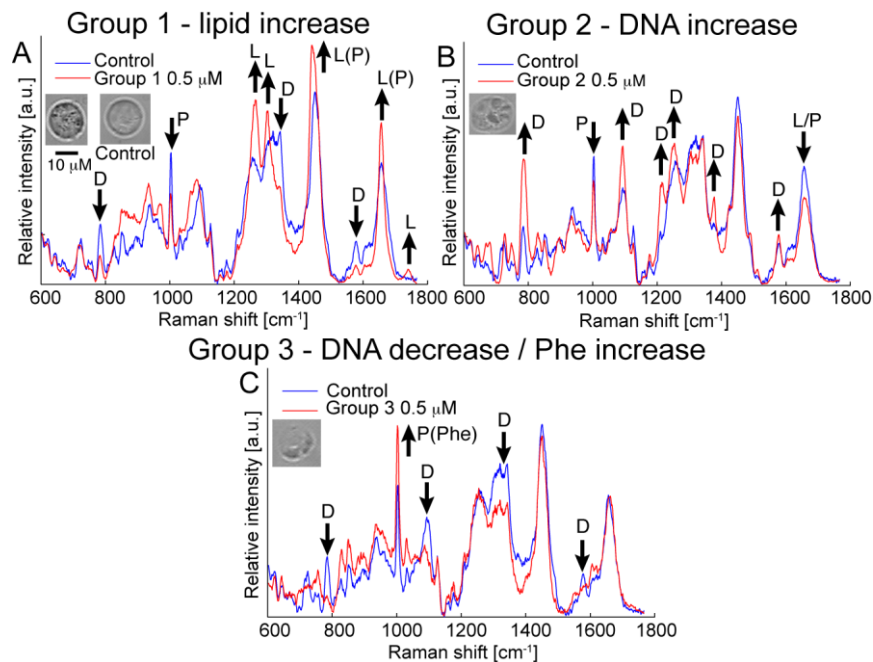 Group 1 - lipid increase
A
Control
Group 1 0.5 μM
10 μM
Control
D
P
L
L
D
L(P)
D
L(P)
L
Relative intensity [a.u.]
600 800 1000 1200 1400 1600 1800
Raman shift [cm⁻¹]
Group 2 - DNA increase
B
Control
Group 2 0.5 μM
D
P
D
D
D
D
D
L/P
Relative intensity [a.u.]
600 800 1000 1200 1400 1600 1800
Raman shift [cm⁻¹]
Group 3 - DNA decrease / Phe increase
C
Control
Group 3 0.5 μM
D
P(Phe)
D
D
D
Relative intensity [a.u.]
600 800 1000 1200 1400 1600 1800
Raman shift [cm⁻¹]